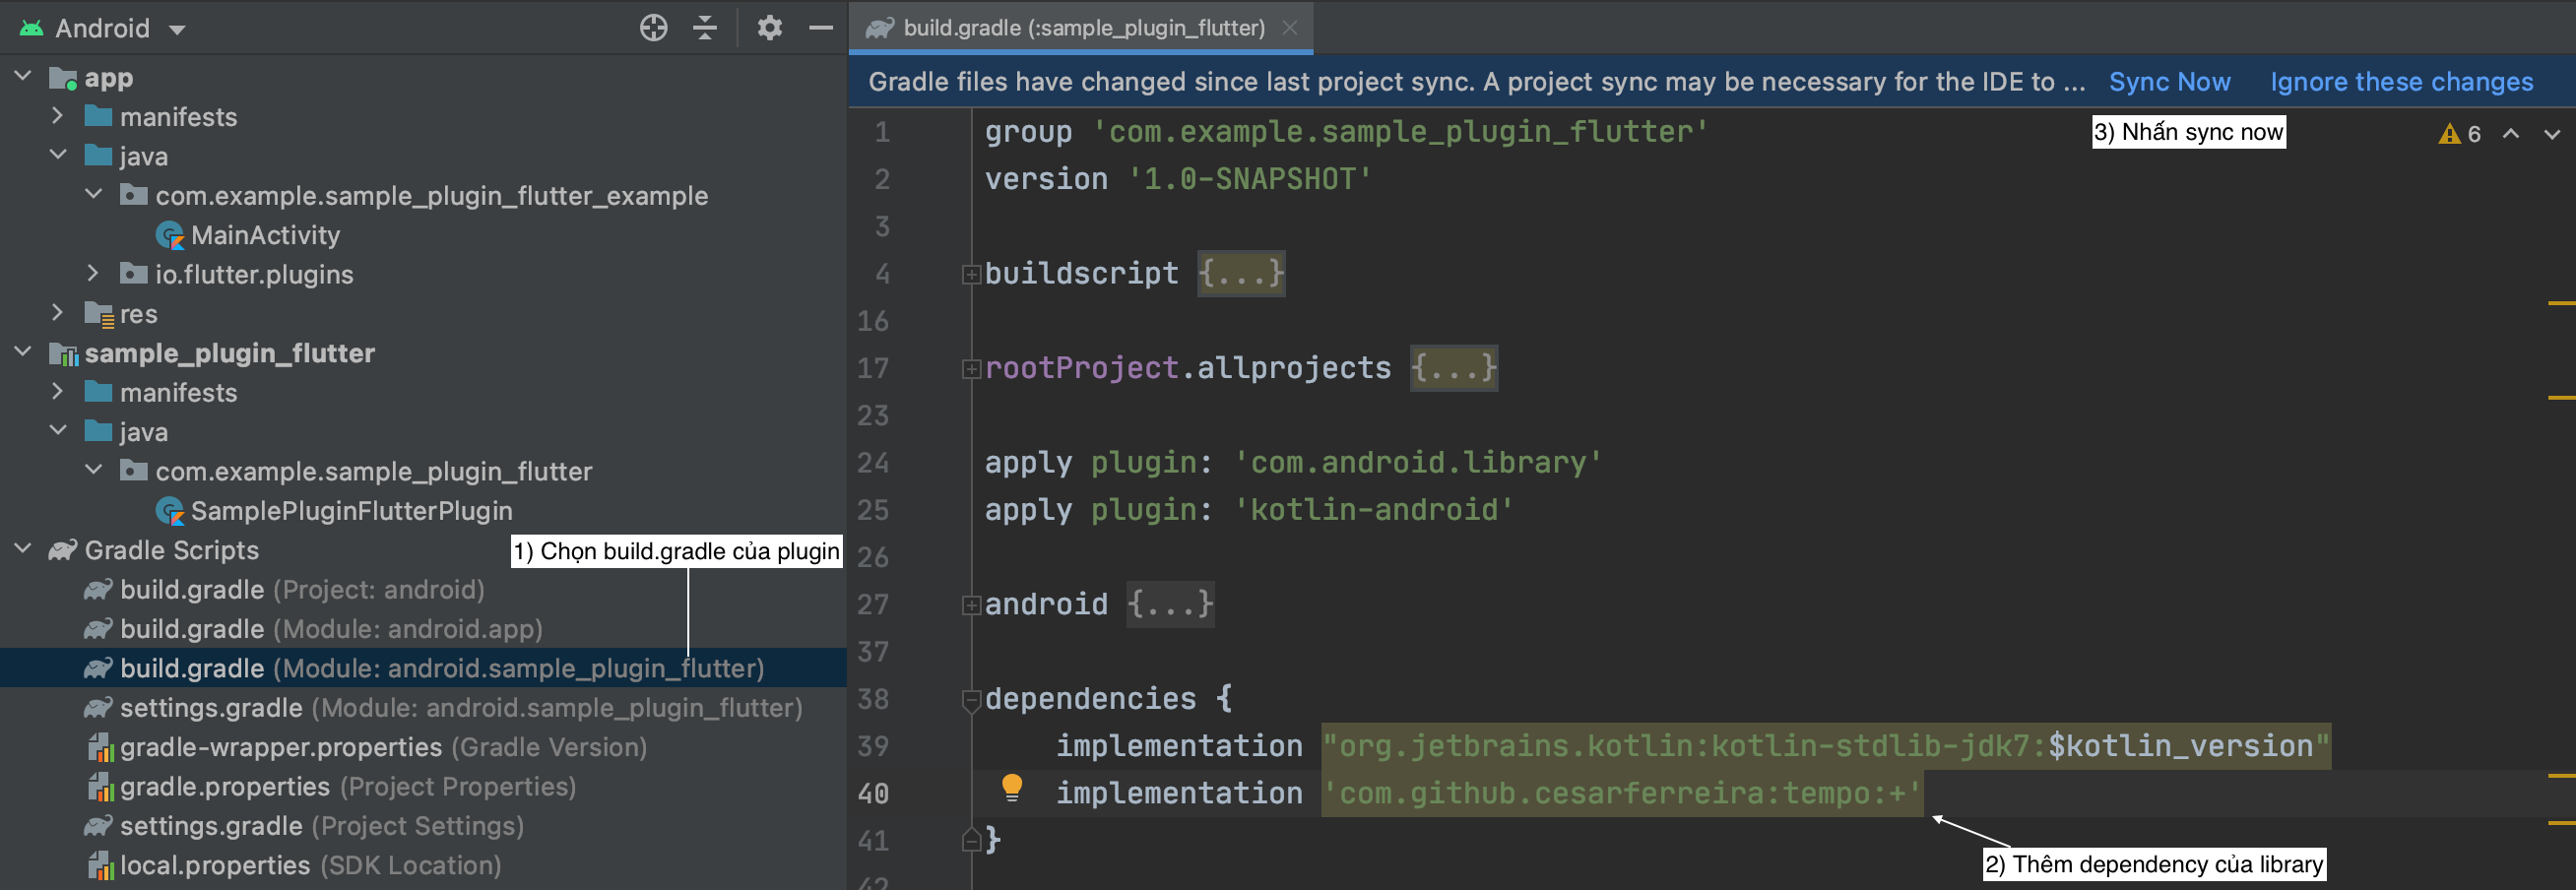 Android
app
manifests
java
com.example.sample_plugin_flutter_example
MainActivity
io.flutter.plugins
res
sample_plugin_flutter
manifests
java
com.example.sample_plugin_flutter
SamplePluginFlutterPlugin
Gradle Scripts
1) Chọn build.gradle của plugin
build.gradle (Project: android)
build.gradle (Module: android.app)
build.gradle (Module: android.sample_plugin_flutter)
settings.gradle (Module: android.sample_plugin_flutter)
gradle-wrapper.properties (Gradle Version)
gradle.properties (Project Properties)
settings.gradle (Project Settings)
local.properties (SDK Location)
build.gradle (:sample_plugin_flutter)
Gradle files have changed since last project sync. A project sync may be necessary for the IDE to ... Sync Now Ignore these changes
3) Nhấn sync now
6
1 group 'com.example.sample_plugin_flutter'
2 version '1.0-SNAPSHOT'
3
4 buildscript {...}
16
17 rootProject.allprojects {...}
23
24 apply plugin: 'com.android.library'
25 apply plugin: 'kotlin-android'
26
27 android {...}
37
38 dependencies {
39 implementation "org.jetbrains.kotlin:kotlin-stdlib-jdk7:$kotlin_version"
40 implementation 'com.github.cesarferreira:tempo:+'
41 }
2) Thêm dependency của library
42